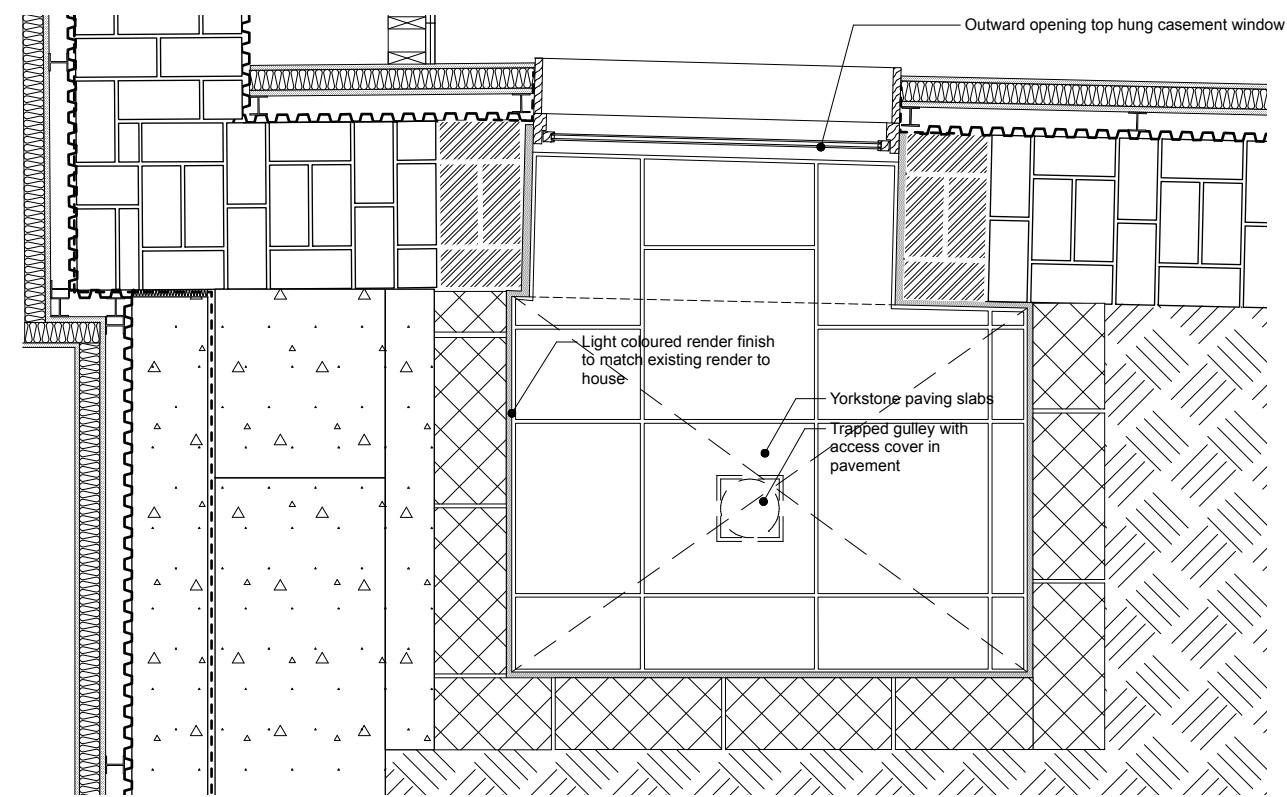 Outward opening top hung casement window
Light coloured render finish
to match existing render to
house
Yorkstone paving slabs
Trapped gulley with
access cover in
pavement